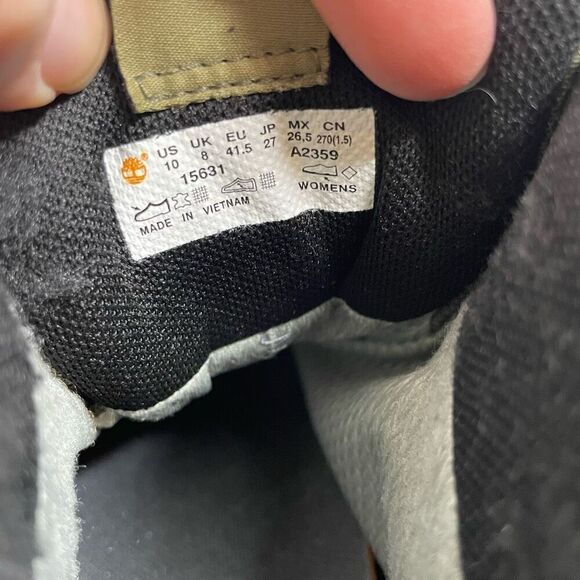 US UK EU JP MX CN
10 8 41.5 27 26,5 270(1.5)
15631 A2359
WOMENS
MADE IN VIETNAM